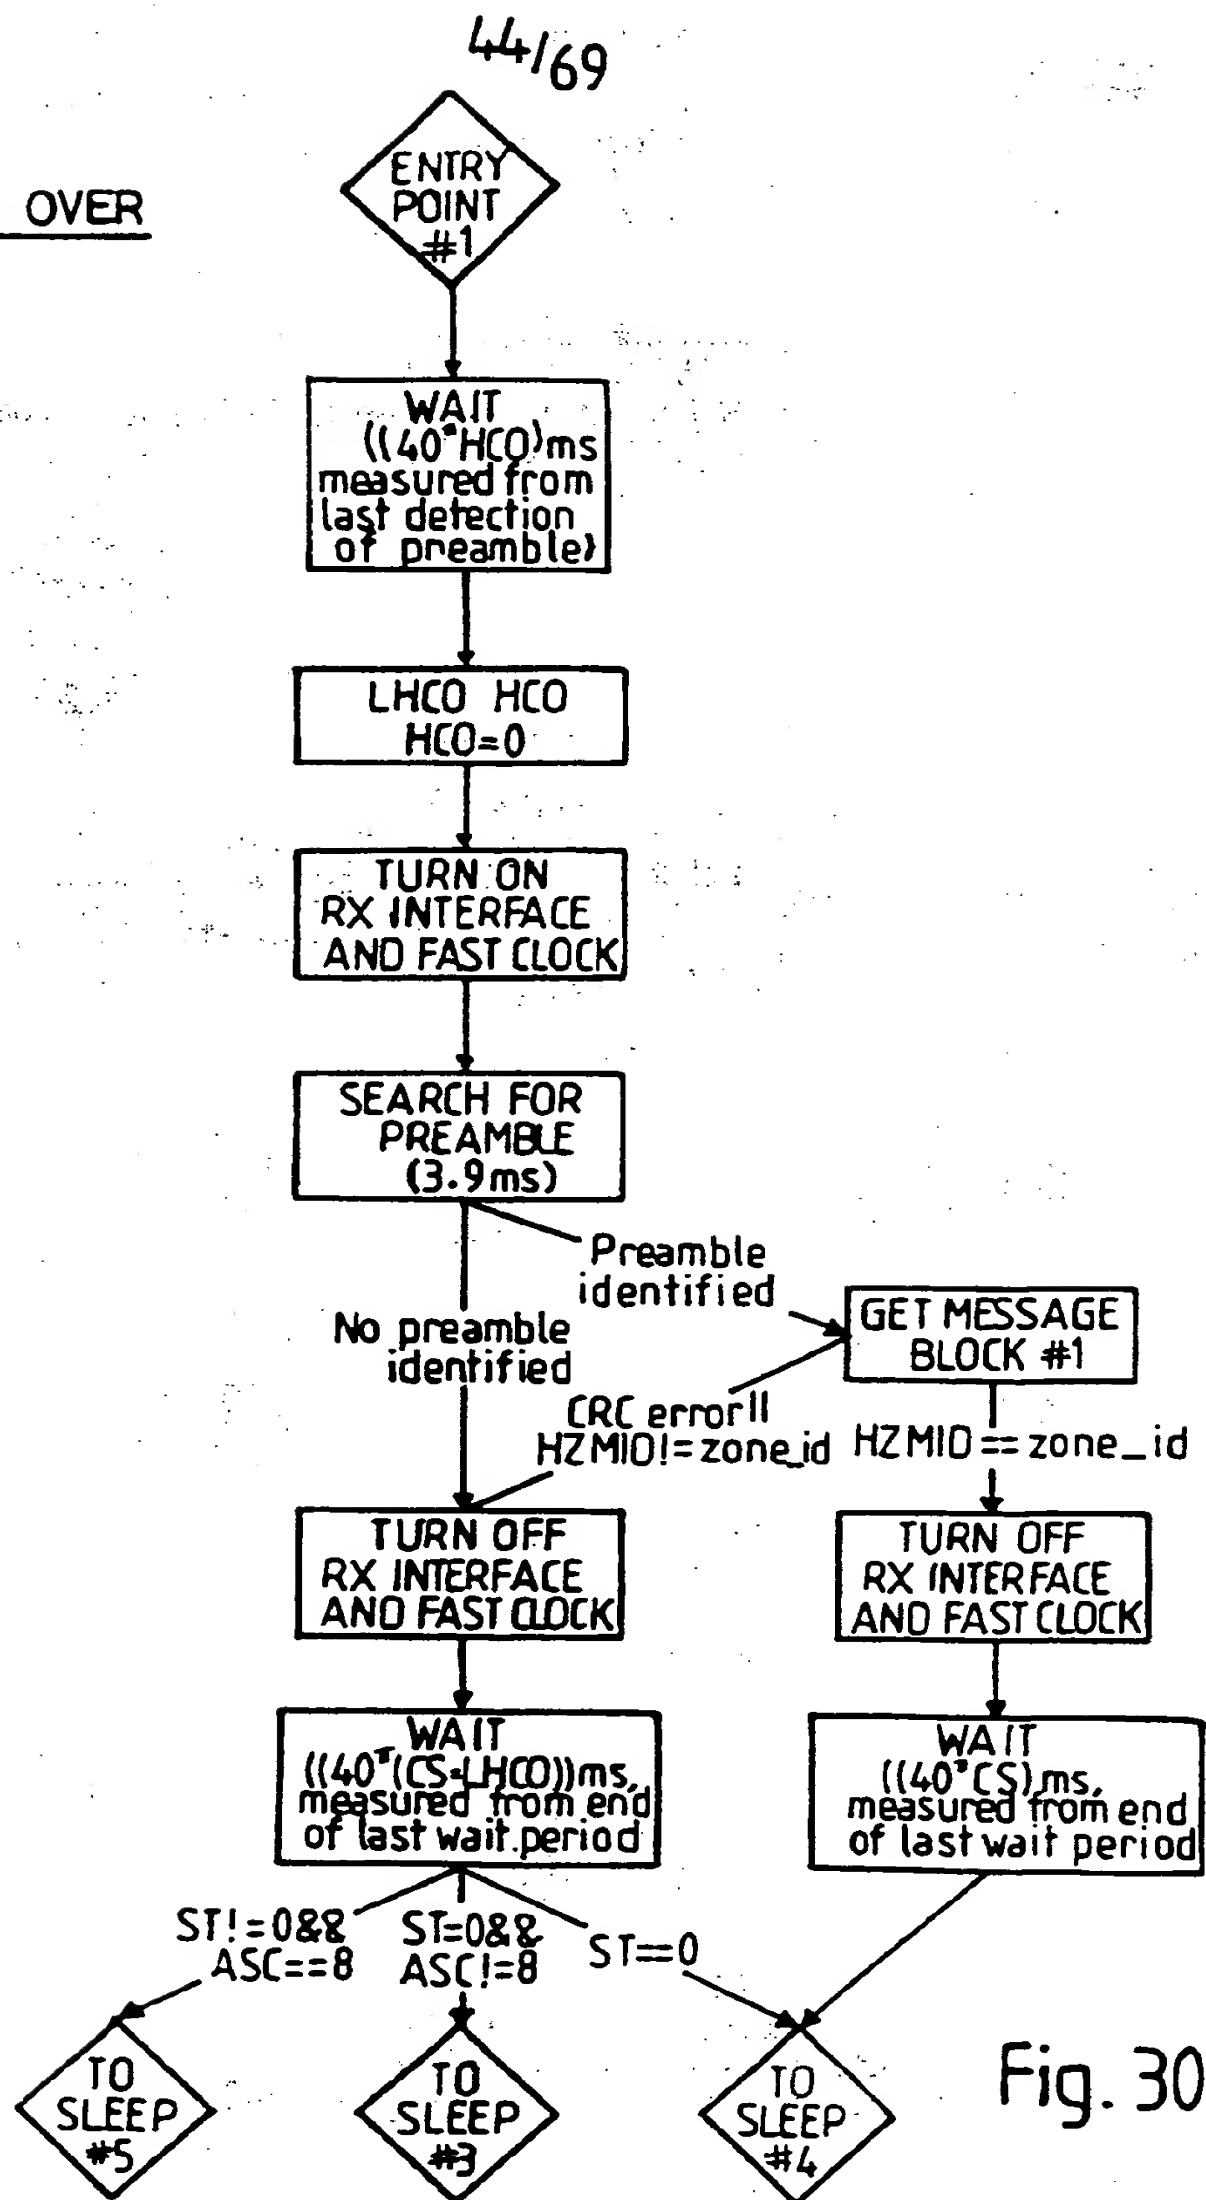 44/69
OVER
ENTRY
POINT
#1
WAIT
((40*HCO)ms
measured from
last detection
of preamble)
LHCO HCO
HCO=0
TURN ON
RX INTERFACE
AND FAST CLOCK
SEARCH FOR
PREAMBLE
(3.9ms)
Preamble
identified
No preamble
identified
GET MESSAGE
BLOCK #1
CRC error||
HZMID!=zone_id
HZMID==zone_id
TURN OFF
RX INTERFACE
AND FAST CLOCK
TURN OFF
RX INTERFACE
AND FAST CLOCK
WAIT
((40*(CS-LHCO))ms,
measured from end
of last wait period
WAIT
((40*CS)ms,
measured from end
of last wait period
ST!=0&&
ASC==8
ST=0&&
ASC!=8
ST==0
TO
SLEEP
#5
TO
SLEEP
#3
TO
SLEEP
#4
Fig. 30